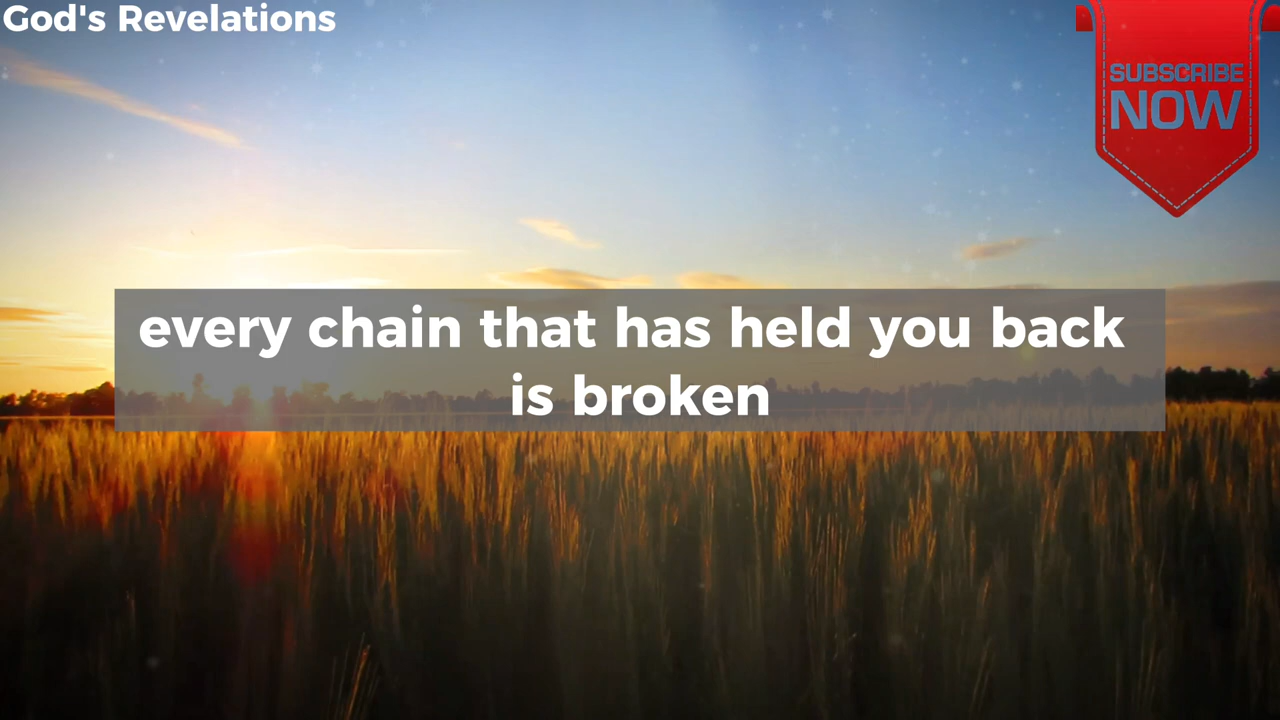 God's Revelations
SUBSCRIBE
NOW
every chain that has held you back
is broken